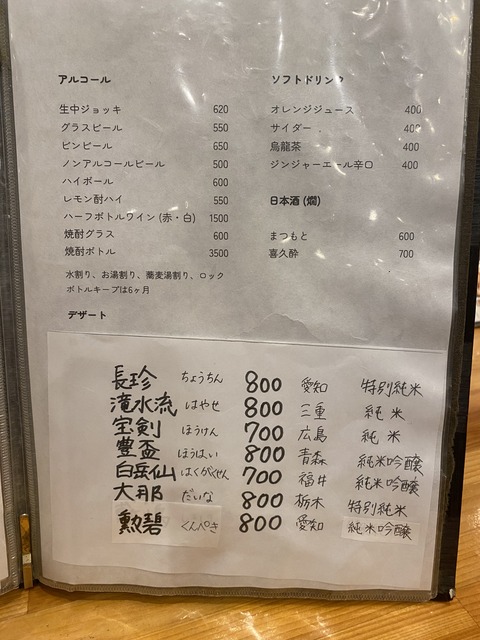 アルコール
生中ジョッキ 620
グラスビール 550
ビンビール 650
ノンアルコールビール 500
ハイボール 600
レモン酎ハイ 550
ハーフボトルワイン (赤・白) 1500
焼酎グラス 600
焼酎ボトル 3500
水割り、お湯割り、蕎麦湯割り、ロック
ボトルキープは6ヶ月
デザート
ソフトドリンク
オレンジジュース 400
サイダー 400
烏龍茶 400
ジンジャーエール辛口 400
日本酒 (燗)
まつもと 600
喜久酔 700
長珍 ちょうちん 800 愛知 特別純米
滝水流 はやせ 800 三重 純米
宝剣 ほうけん 700 広島 純米
豊盃 ほうはい 800 青森 純米吟醸
白岳仙 はくがくせん 700 福井 純米吟醸
大那 だいな 800 栃木 特別純米
勲碧 くんぺき 800 愛知 純米吟醸